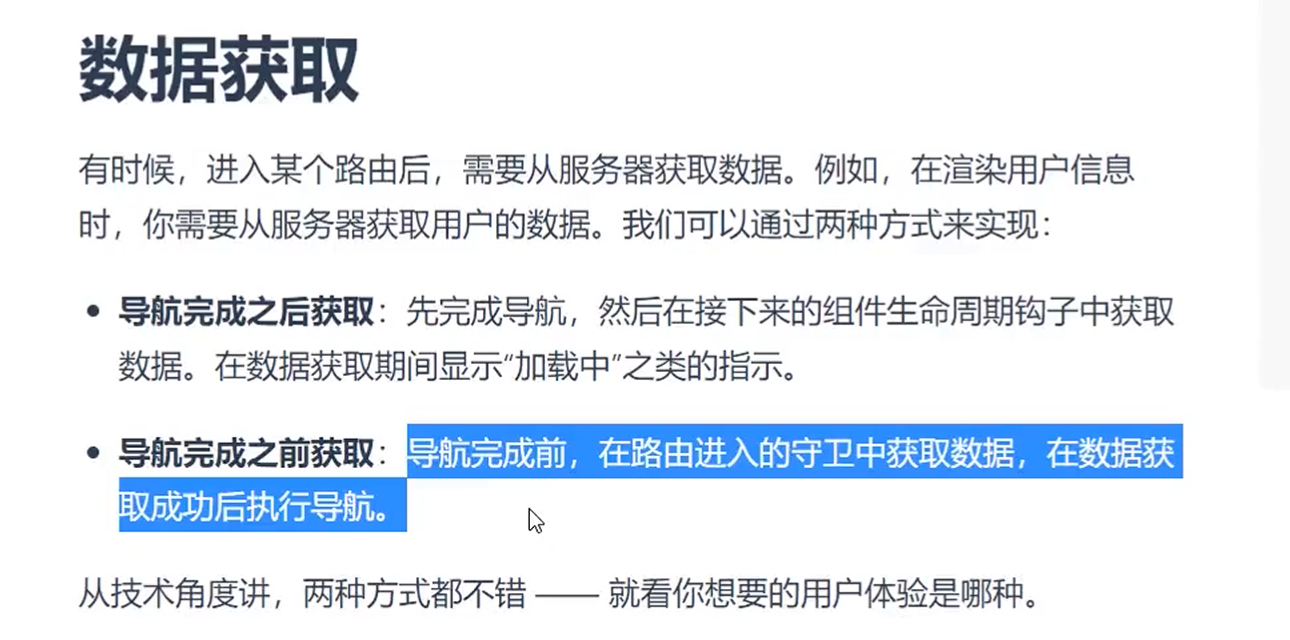 数据获取
有时候，进入某个路由后，需要从服务器获取数据。例如，在渲染用户信息
时，你需要从服务器获取用户的数据。我们可以通过两种方式来实现：
导航完成之后获取：先完成导航，然后在接下来的组件生命周期钩子中获取
数据。在数据获取期间显示“加载中”之类的指示。
导航完成之前获取：导航完成前，在路由进入的守卫中获取数据，在数据获
取成功后执行导航。
从技术角度讲，两种方式都不错 —— 就看你想要的用户体验是哪种。